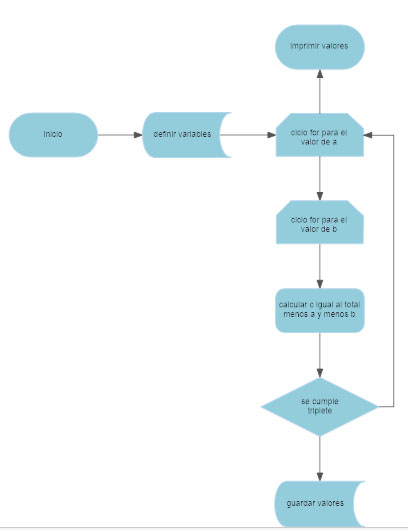 Imprimir valores
Inicio
definir variables
ciclo for para el
valor de a
ciclo for para el
valor de b
calcular c igual al total
menos a y menos b
se cumple
triplete
guardar valores